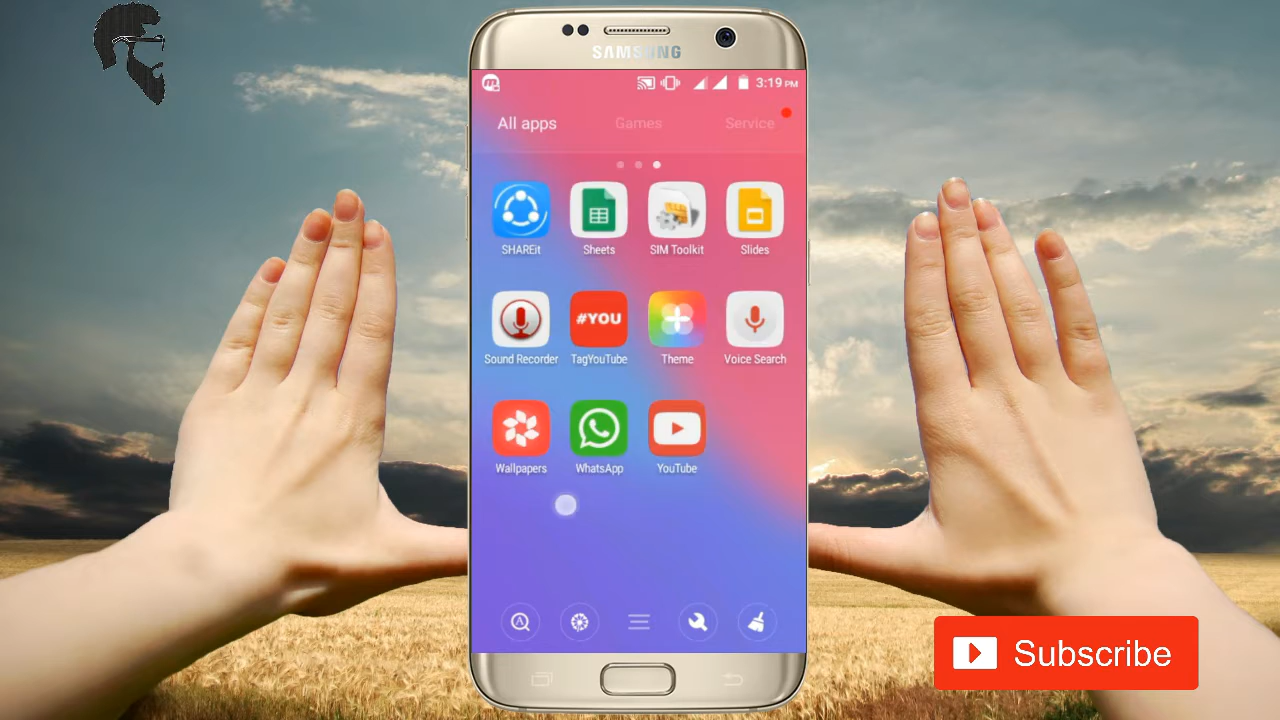 SAMSUNG
3:19 PM
All apps
Games
Service
SHAREit
Sheets
SIM Toolkit
Slides
#YOU
Sound Recorder
TagYouTube
Theme
Voice Search
Wallpapers
WhatsApp
YouTube
Subscribe